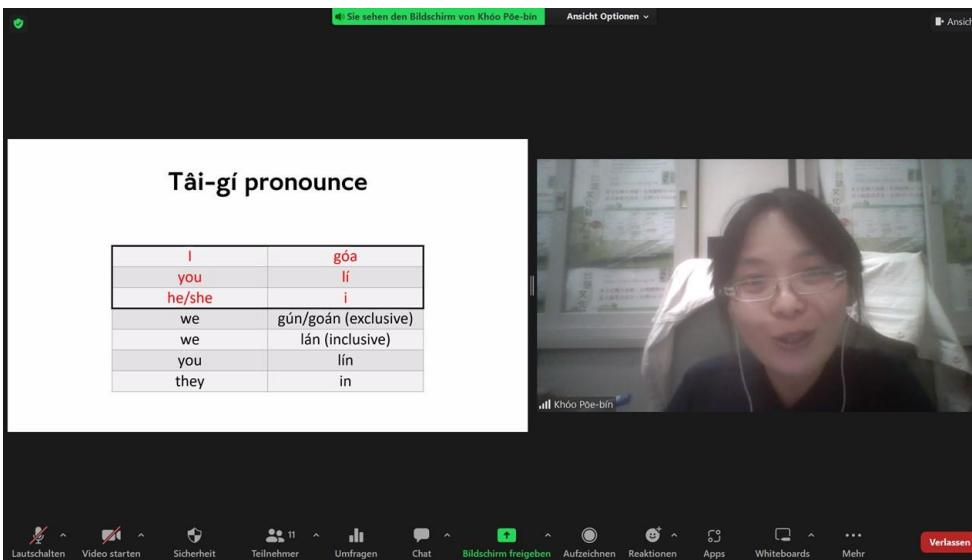 Sie sehen den Bildschirm von Khóo Pōe-bín
Ansicht Optionen
Ansich
Tâi-gí pronounce
I góa
you lí
he/she i
we gún/goán (exclusive)
we lán (inclusive)
you lín
they in
Khóo Pōe-bín
Lautschalten Video starten Sicherheit Teilnehmer 11 Umfragen Chat Bildschirm freigeben Aufzeichnen Reaktionen Apps Whiteboards Mehr Verlassen